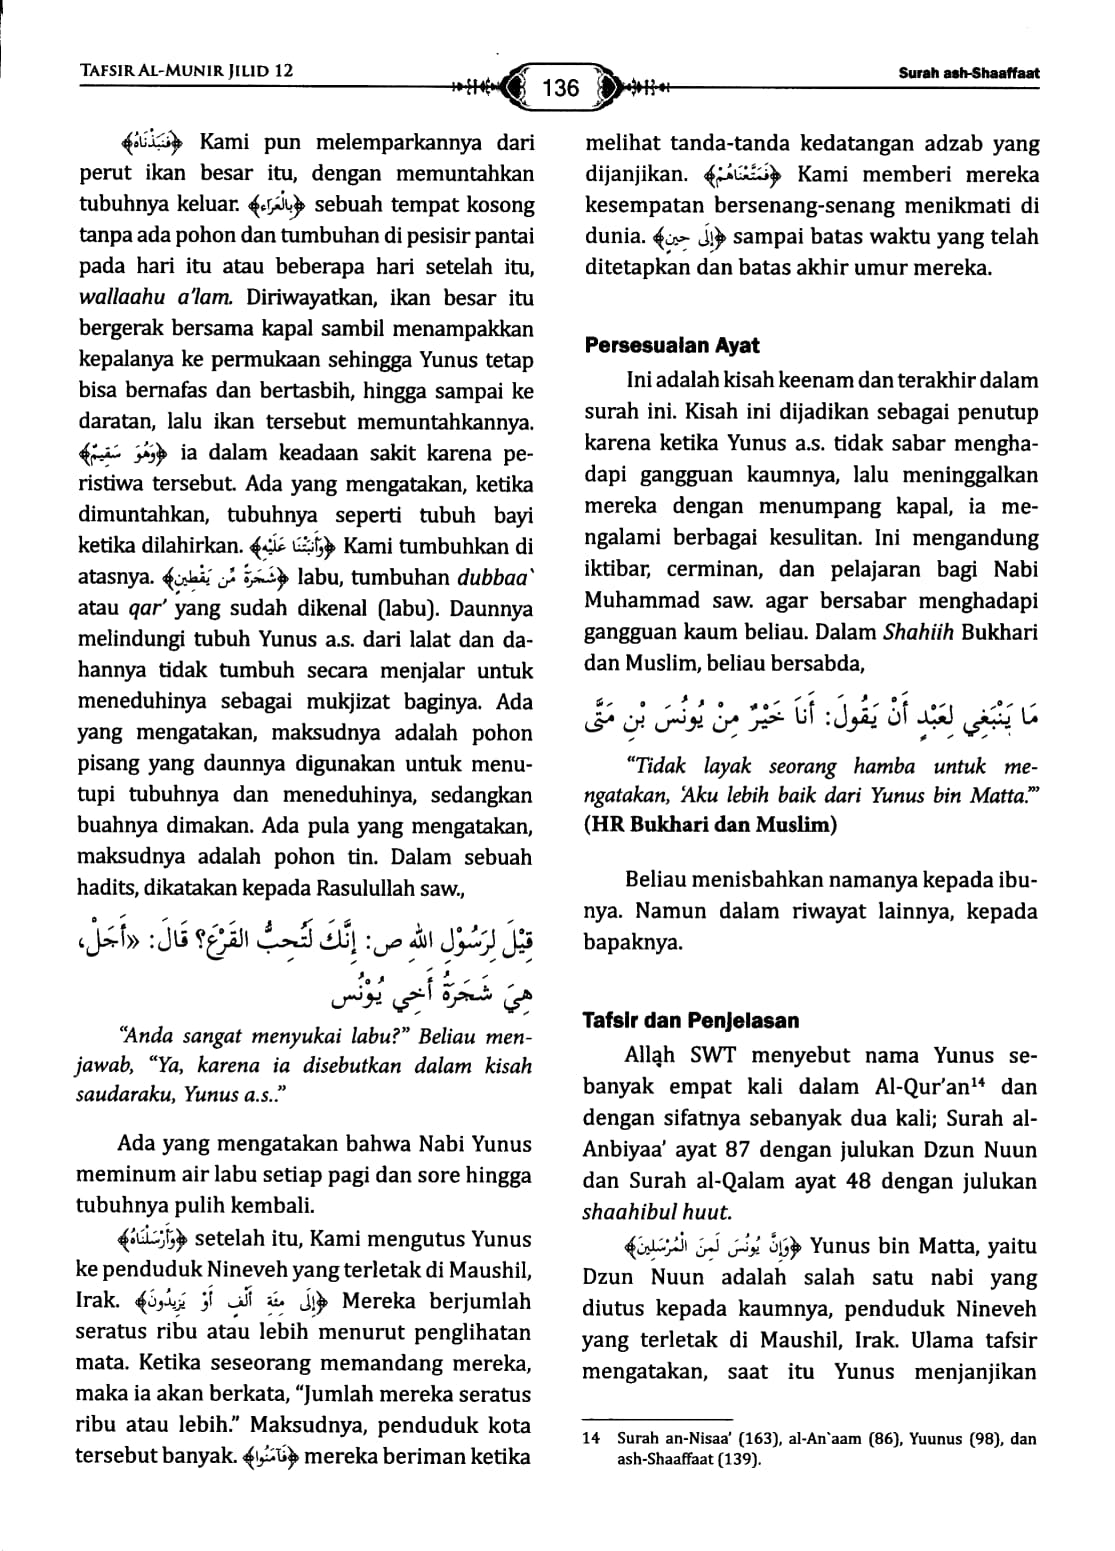 TAFSIR AL-MUNIR JILID 12
136
Surah ash-Shaaffaat
﴿فَنَبَذْنَاهُ﴾ Kami pun melemparkannya dari
perut ikan besar itu, dengan memuntahkan
tubuhnya keluar. ﴿بِالْعَرَاءِ﴾ sebuah tempat kosong
tanpa ada pohon dan tumbuhan di pesisir pantai
pada hari itu atau beberapa hari setelah itu,
wallaahu a'lam. Diriwayatkan, ikan besar itu
bergerak bersama kapal sambil menampakkan
kepalanya ke permukaan sehingga Yunus tetap
bisa bernafas dan bertasbih, hingga sampai ke
daratan, lalu ikan tersebut memuntahkannya.
﴿وَهُوَ سَقِيمٌ﴾ ia dalam keadaan sakit karena pe-
ristiwa tersebut. Ada yang mengatakan, ketika
dimuntahkan, tubuhnya seperti tubuh bayi
ketika dilahirkan. ﴿وَأَنْبَتْنَا عَلَيْهِ﴾ Kami tumbuhkan di
atasnya. ﴿شَجَرَةً مِّن يَقْطِينٍ﴾ labu, tumbuhan dubbaa`
atau qar' yang sudah dikenal (labu). Daunnya
melindungi tubuh Yunus a.s. dari lalat dan da-
hannya tidak tumbuh secara menjalar untuk
meneduhinya sebagai mukjizat baginya. Ada
yang mengatakan, maksudnya adalah pohon
pisang yang daunnya digunakan untuk menu-
tupi tubuhnya dan meneduhinya, sedangkan
buahnya dimakan. Ada pula yang mengatakan,
maksudnya adalah pohon tin. Dalam sebuah
hadits, dikatakan kepada Rasulullah saw.,
قِيْلَ لِرَسُوْلِ اللهِ ص: إِنَّكَ لَتُحِبُّ القَرْعَ؟ قَالَ: «أَجَلْ،
هِيَ شَجَرَةُ أَخِي يُوْنُس
“Anda sangat menyukai labu?” Beliau men-
jawab, “Ya, karena ia disebutkan dalam kisah
saudaraku, Yunus a.s..”
Ada yang mengatakan bahwa Nabi Yunus
meminum air labu setiap pagi dan sore hingga
tubuhnya pulih kembali.
﴿وَأَرْسَلْنَاهُ﴾ setelah itu, Kami mengutus Yunus
ke penduduk Nineveh yang terletak di Maushil,
Irak. ﴿إِلَى مِئَةِ أَلْفٍ أَوْ يَزِيدُونَ﴾ Mereka berjumlah
seratus ribu atau lebih menurut penglihatan
mata. Ketika seseorang memandang mereka,
maka ia akan berkata, “Jumlah mereka seratus
ribu atau lebih.” Maksudnya, penduduk kota
tersebut banyak. ﴿فَآمَنُوا﴾ mereka beriman ketika
melihat tanda-tanda kedatangan adzab yang
dijanjikan. ﴿فَمَتَّعْنَاهُمْ﴾ Kami memberi mereka
kesempatan bersenang-senang menikmati di
dunia. ﴿إِلَى حِينٍ﴾ sampai batas waktu yang telah
ditetapkan dan batas akhir umur mereka.
Persesuaian Ayat
Ini adalah kisah keenam dan terakhir dalam
surah ini. Kisah ini dijadikan sebagai penutup
karena ketika Yunus a.s. tidak sabar mengha-
dapi gangguan kaumnya, lalu meninggalkan
mereka dengan menumpang kapal, ia me-
ngalami berbagai kesulitan. Ini mengandung
iktibar, cerminan, dan pelajaran bagi Nabi
Muhammad saw. agar bersabar menghadapi
gangguan kaum beliau. Dalam Shahiih Bukhari
dan Muslim, beliau bersabda,
مَا يَنْبَغِي لِعَبْدٍ أَنْ يَقُولَ: أَنَا خَيْرٌ مِنْ يُونُسَ بْنِ مَتَّى
“Tidak layak seorang hamba untuk me-
ngatakan, ‘Aku lebih baik dari Yunus bin Matta.’”
(HR Bukhari dan Muslim)
Beliau menisbahkan namanya kepada ibu-
nya. Namun dalam riwayat lainnya, kepada
bapaknya.
Tafsir dan Penjelasan
Allah SWT menyebut nama Yunus se-
banyak empat kali dalam Al-Qur'an¹⁴ dan
dengan sifatnya sebanyak dua kali; Surah al-
Anbiyaa' ayat 87 dengan julukan Dzun Nuun
dan Surah al-Qalam ayat 48 dengan julukan
shaahibul huut.
﴿وَإِنَّ يُونُسَ لَمِنَ الْمُرْسَلِينَ﴾ Yunus bin Matta, yaitu
Dzun Nuun adalah salah satu nabi yang
diutus kepada kaumnya, penduduk Nineveh
yang terletak di Maushil, Irak. Ulama tafsir
mengatakan, saat itu Yunus menjanjikan
14 Surah an-Nisaa' (163), al-An`aam (86), Yuunus (98), dan
ash-Shaaffaat (139).